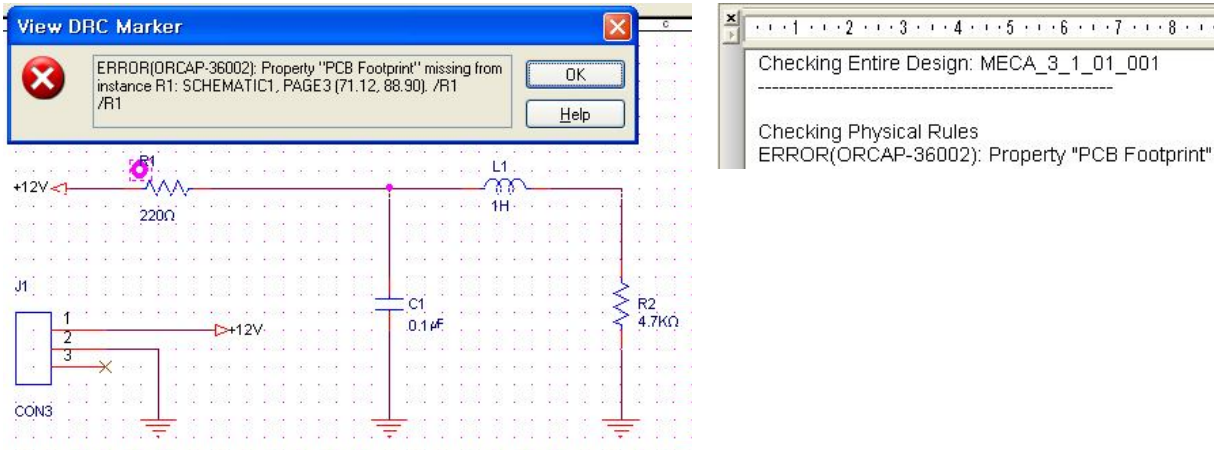 View DRC Marker
ERROR(ORCAP-36002): Property "PCB Footprint" missing from
instance R1: SCHEMATIC1, PAGE3 (71.12, 88.90). /R1
/R1
OK
Help
C
R1
+12V
220Ω
L1
1H
C1
0.1㎌
R2
4.7KΩ
J1
1
2
3
+12V
CON3
1 2 3 4 5 6 7 8
Checking Entire Design: MECA_3_1_01_001
--------------------------------------------------
Checking Physical Rules
ERROR(ORCAP-36002): Property "PCB Footprint"